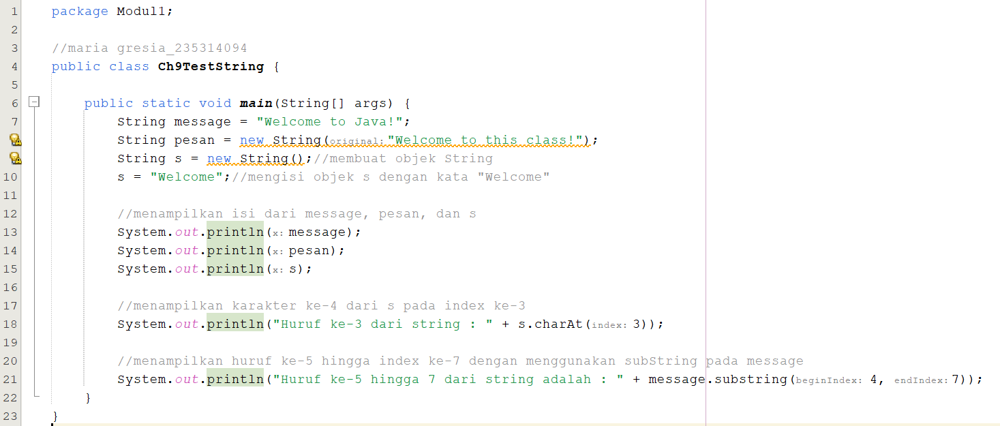 1 package Modul1;
2
3 //maria gresia_235314094
4 public class Ch9TestString {
5
6 public static void main(String[] args) {
7 String message = "Welcome to Java!";
String pesan = new String(original: "Welcome to this class!");
String s = new String();//membuat objek String
10 s = "Welcome";//mengisi objek s dengan kata "Welcome"
11
12 //menampilkan isi dari message, pesan, dan s
13 System.out.println(x: message);
14 System.out.println(x: pesan);
15 System.out.println(x: s);
16
17 //menampilkan karakter ke-4 dari s pada index ke-3
18 System.out.println("Huruf ke-3 dari string : " + s.charAt(index: 3));
19
20 //menampilkan huruf ke-5 hingga index ke-7 dengan menggunakan subString pada message
21 System.out.println("Huruf ke-5 hingga 7 dari string adalah : " + message.substring(beginIndex: 4, endIndex: 7));
22 }
23 }